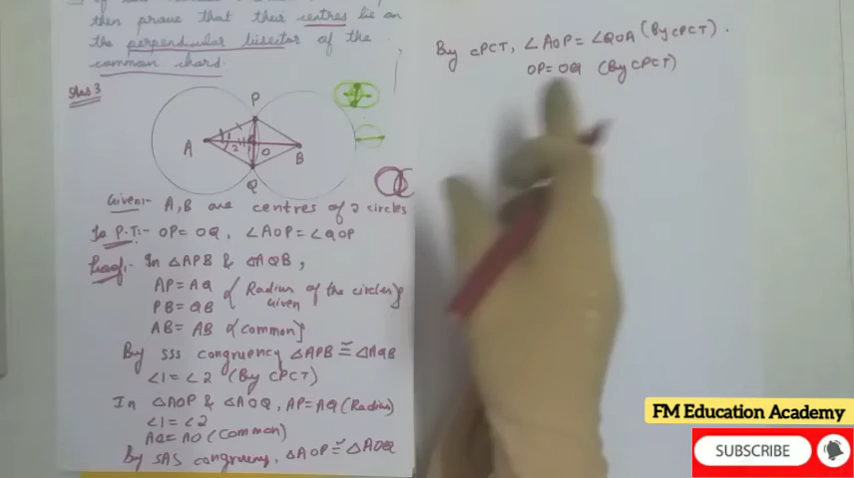 then prove that their centres lie on
the perpendicular bisector of the
common chord.
Ans 3
P
A
1
2
O
B
Q
Given:- A,B are centres of 2 circles
To P.T:- OP= OQ, ∠AOP= ∠QOP
Proof:- In △APB & △AQB,
AP= AQ {Radius of the circles}
PB= QB Given
AB= AB {common}
By SSS congruency △APB ≅ △AQB
∠1= ∠2 (By CPCT)
In △AOP & △AOQ, AP=AQ (Radius)
∠1= ∠2
AO= AO (Common)
By SAS congruency, △AOP ≅ △AOQ
By CPCT, ∠AOP= ∠QOA (By CPCT).
OP= OQ (By CPCT)
FM Education Academy
SUBSCRIBE